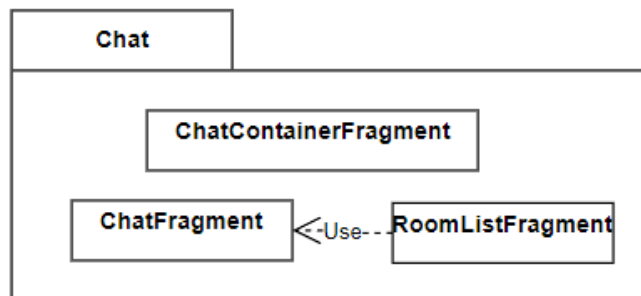 Chat
ChatContainerFragment
ChatFragment
Use
RoomListFragment